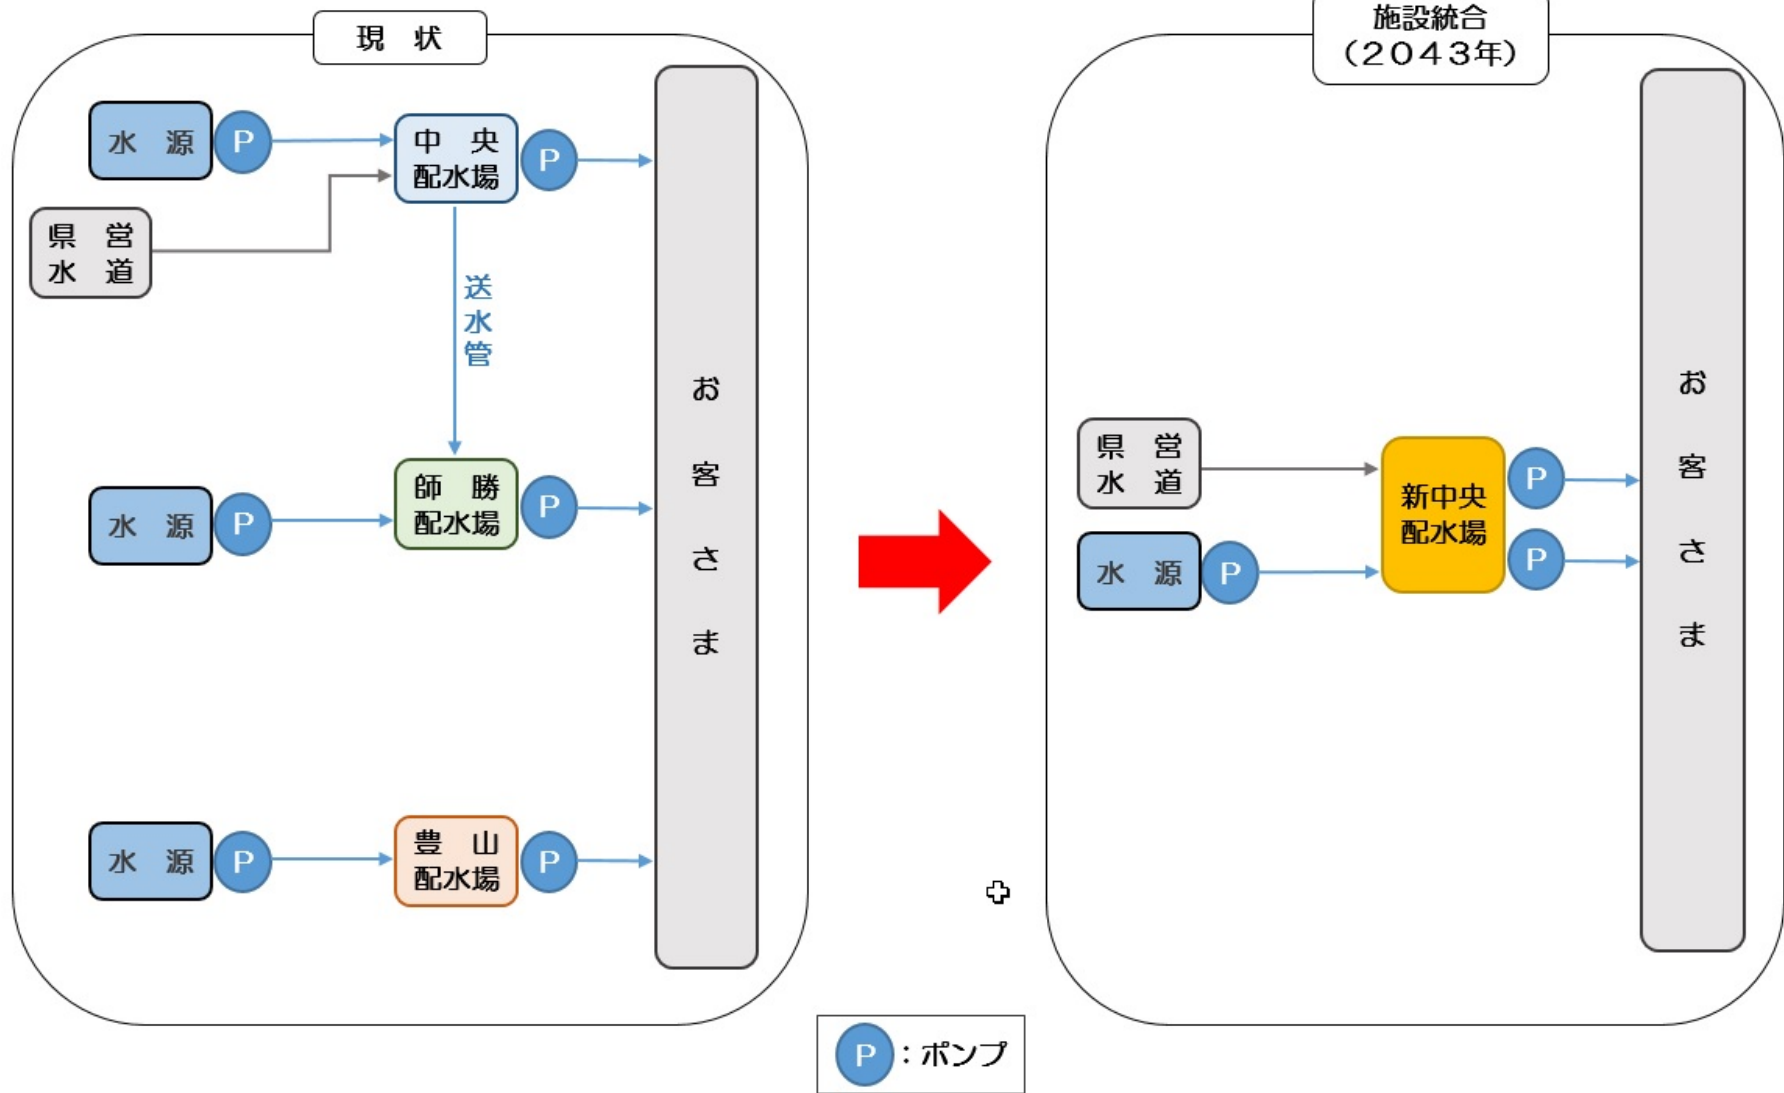 現 状
水 源
P
中 央
配水場
P
県 営
水 道
送
水
管
水 源
P
師 勝
配水場
P
水 源
P
豊 山
配水場
P
お
客
さ
ま
施設統合
（２０４３年）
県 営
水 道
水 源
P
新中央
配水場
P
P
お
客
さ
ま
P：ポンプ